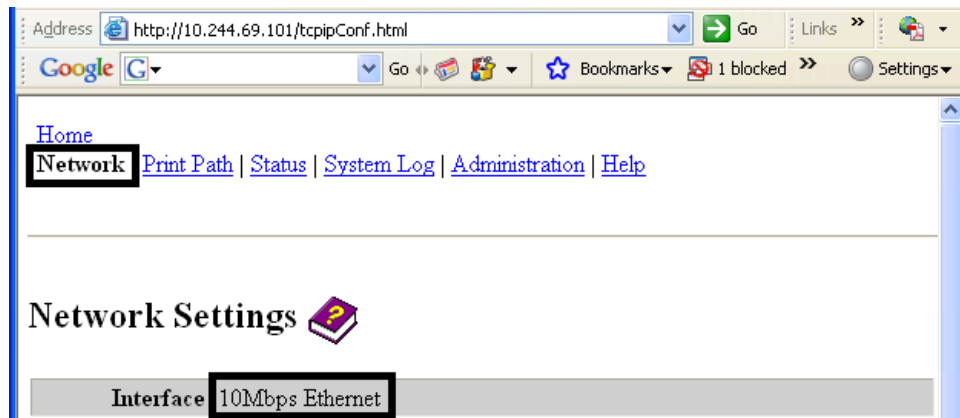 Address http://10.244.69.101/tcpipConf.html Go Links »
Google G Go Bookmarks 1 blocked » Settings
Home
Network Print Path | Status | System Log | Administration | Help
Network Settings ?
Interface 10Mbps Ethernet